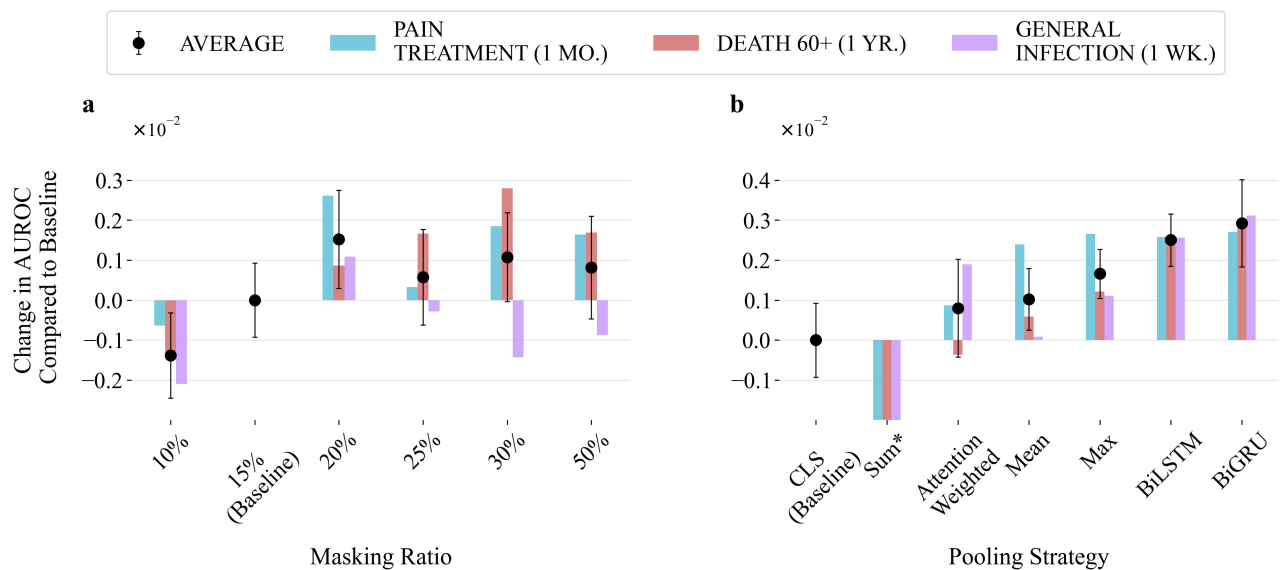 AVERAGE
PAIN
TREATMENT (1 MO.)
DEATH 60+ (1 YR.)
GENERAL
INFECTION (1 WK.)
a
×10⁻²
Change in AUROC
Compared to Baseline
0.3
0.2
0.1
0.0
−0.1
−0.2
10%
15%
(Baseline)
20%
25%
30%
50%
Masking Ratio
b
×10⁻²
0.4
0.3
0.2
0.1
0.0
−0.1
CLS
(Baseline)
Sum*
Attention
Weighted
Mean
Max
BiLSTM
BiGRU
Pooling Strategy